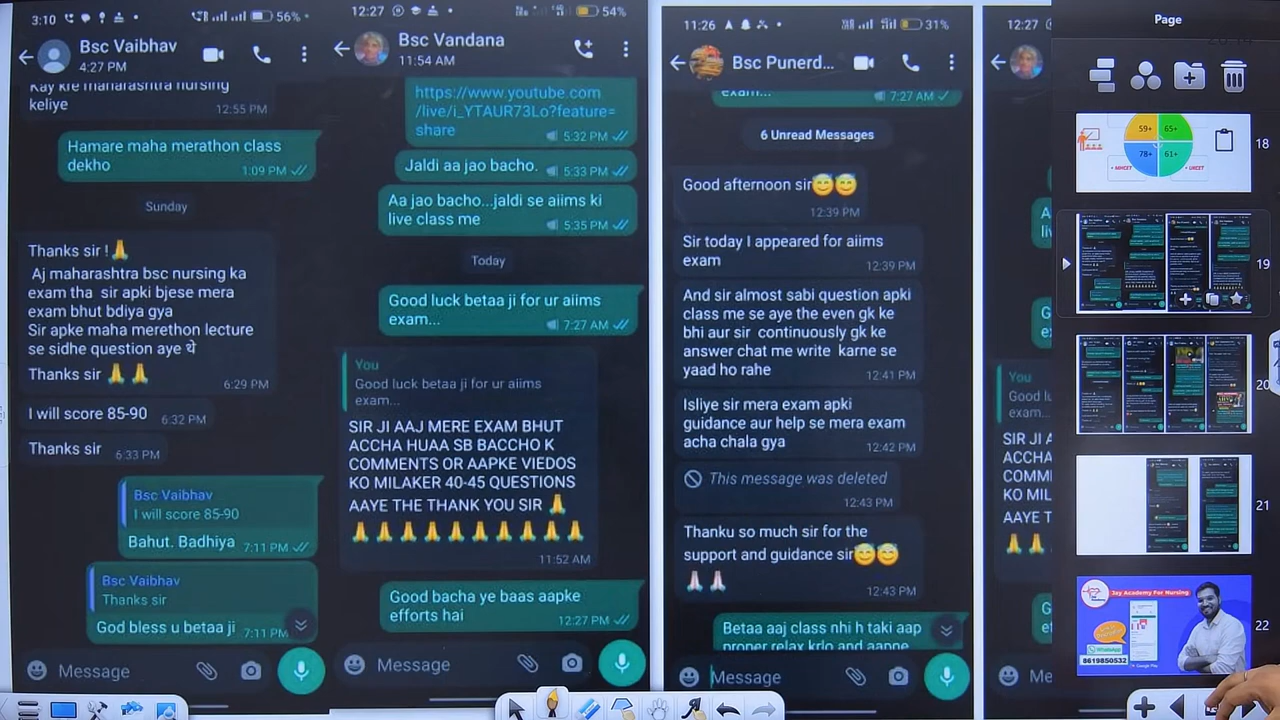 3:10
56%
Bsc Vaibhav
4:27 PM
Kay kre maharashtra nursing
keliye
12:55 PM
Hamare maha merathon class
dekho
1:09 PM
Sunday
Thanks sir !🙏
Aj maharashtra bsc nursing ka
exam tha sir apki bjese mera
exam bhut bdiya gya
Sir apke maha merethon lecture
se sidhe question aye थे
Thanks sir 🙏🙏
6:29 PM
I will score 85-90
6:32 PM
Thanks sir
6:33 PM
Bsc Vaibhav
I will score 85-90
Bahut. Badhiya
7:11 PM
Bsc Vaibhav
Thanks sir
God bless u betaa ji
7:11 PM
Message
12:27
54%
Bsc Vandana
11:54 AM
https://www.youtube.com
/live/i_YTAUR73Lo?feature=
share
5:32 PM
Jaldi aa jao bacho.
5:33 PM
Aa jao bacho...jaldi se aiims ki
live class me
5:35 PM
Today
Good luck betaa ji for ur aiims
exam...
7:27 AM
You
Good luck betaa ji for ur aiims
exam...
SIR JI AAJ MERE EXAM BHUT
ACCHA HUAA SB BACCHO K
COMMENTS OR AAPKE VIEDOS
KO MILAKER 40-45 QUESTIONS
AAYE THE THANK YOU SIR 🙏
🙏🙏🙏🙏🙏🙏🙏🙏🙏🙏
11:52 AM
Good bacha ye baas aapke
efforts hai
12:27 PM
Message
11:26
31%
Bsc Punerd...
exam...
7:27 AM
6 Unread Messages
Good afternoon sir😇😇
12:39 PM
Sir today I appeared for aiims
exam
12:39 PM
And sir almost sabi question apki
class me se aye the even gk ke
bhi aur sir continuously gk ke
answer chat me write karne se
yaad ho rahe
12:41 PM
Isliye sir mera exam apki
guidance aur help se mera exam
acha chala gya
12:42 PM
This message was deleted
12:43 PM
Thanku so much sir for the
support and guidance sir😇😇
🙏🏻🙏🏻
12:43 PM
Betaa aaj class nhi h taki aap
proper relax krlo and aapne
Message
12:27
You
Good lu
exam...
SIR JI A
ACCHA
COMM
KO MIL
AAYE T
🙏🙏
Me
Page
59+
65+
78+
61+
18
19
20
21
Jay Academy For Nursing
WhatsApp
8619850532
Google Play
22